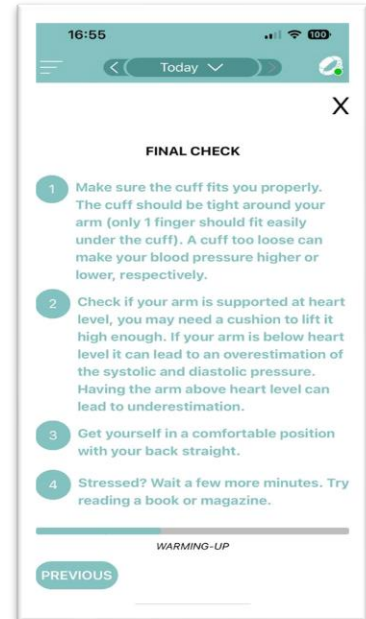 16:55
100
Today
X
FINAL CHECK
1 Make sure the cuff fits you properly.
The cuff should be tight around your
arm (only 1 finger should fit easily
under the cuff). A cuff too loose can
make your blood pressure higher or
lower, respectively.
2 Check if your arm is supported at heart
level, you may need a cushion to lift it
high enough. If your arm is below heart
level it can lead to an overestimation of
the systolic and diastolic pressure.
Having the arm above heart level can
lead to underestimation.
3 Get yourself in a comfortable position
with your back straight.
4 Stressed? Wait a few more minutes. Try
reading a book or magazine.
WARMING-UP
PREVIOUS